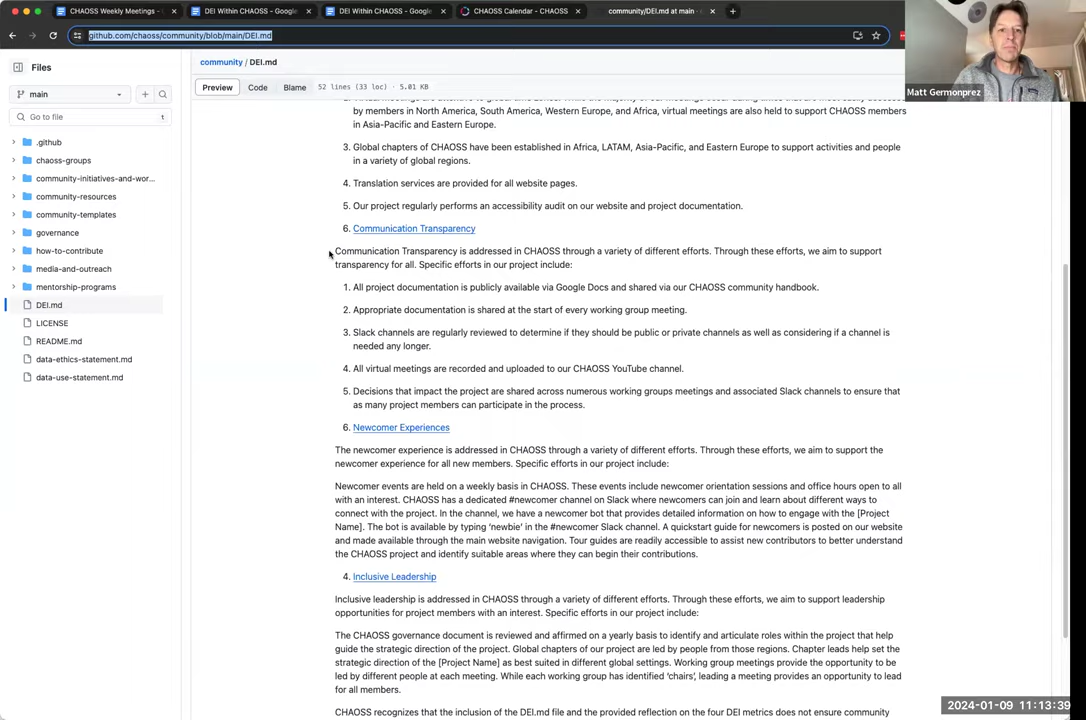 CHAOSS Weekly Meetings -
DEI Within CHAOSS - Google
DEI Within CHAOSS - Google
CHAOSS Calendar - CHAOSS
community/DEI.md at main ·
github.com/chaoss/community/blob/main/DEI.md
Matt Germonprez
Files
main
Go to file
t
.github
chaoss-groups
community-initiatives-and-wor...
community-resources
community-templates
governance
how-to-contribute
media-and-outreach
mentorship-programs
DEI.md
LICENSE
README.md
data-ethics-statement.md
data-use-statement.md
community / DEI.md
Preview
Code
Blame
52 lines (33 loc) · 5.01 KB
by members in North America, South America, Western Europe, and Africa, virtual meetings are also held to support CHAOSS members
in Asia-Pacific and Eastern Europe.
3. Global chapters of CHAOSS have been established in Africa, LATAM, Asia-Pacific, and Eastern Europe to support activities and people
in a variety of global regions.
4. Translation services are provided for all website pages.
5. Our project regularly performs an accessibility audit on our website and project documentation.
6. Communication Transparency
Communication Transparency is addressed in CHAOSS through a variety of different efforts. Through these efforts, we aim to support
transparency for all. Specific efforts in our project include:
1. All project documentation is publicly available via Google Docs and shared via our CHAOSS community handbook.
2. Appropriate documentation is shared at the start of every working group meeting.
3. Slack channels are regularly reviewed to determine if they should be public or private channels as well as considering if a channel is
needed any longer.
4. All virtual meetings are recorded and uploaded to our CHAOSS YouTube channel.
5. Decisions that impact the project are shared across numerous working groups meetings and associated Slack channels to ensure that
as many project members can participate in the process.
6. Newcomer Experiences
The newcomer experience is addressed in CHAOSS through a variety of different efforts. Through these efforts, we aim to support the
newcomer experience for all new members. Specific efforts in our project include:
Newcomer events are held on a weekly basis in CHAOSS. These events include newcomer orientation sessions and office hours open to all
with an interest. CHAOSS has a dedicated #newcomer channel on Slack where newcomers can join and learn about different ways to
connect with the project. In the channel, we have a newcomer bot that provides detailed information on how to engage with the [Project
Name]. The bot is available by typing ‘newbie’ in the #newcomer Slack channel. A quickstart guide for newcomers is posted on our website
and made available through the main website navigation. Tour guides are readily accessible to assist new contributors to better understand
the CHAOSS project and identify suitable areas where they can begin their contributions.
4. Inclusive Leadership
Inclusive leadership is addressed in CHAOSS through a variety of different efforts. Through these efforts, we aim to support leadership
opportunities for project members with an interest. Specific efforts in our project include:
The CHAOSS governance document is reviewed and affirmed on a yearly basis to identify and articulate roles within the project that help
guide the strategic direction of the project. Global chapters of our project are led by people from those regions. Chapter leads help set the
strategic direction of the [Project Name] as best suited in different global settings. Working group meetings provide the opportunity to be
led by different people at each meeting. While each working group has identified ‘chairs’, leading a meeting provides an opportunity to lead
for all members.
CHAOSS recognizes that the inclusion of the DEI.md file and the provided reflection on the four DEI metrics does not ensure community
2024-01-09 11:13:39